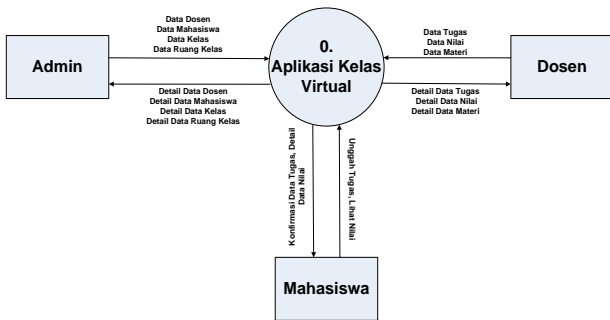 Data Dosen
Data Mahasiswa
Data Kelas
Data Ruang Kelas
Admin
Detail Data Dosen
Detail Data Mahasiswa
Detail Data Kelas
Detail Data Ruang Kelas
0.
Aplikasi Kelas
Virtual
Data Tugas
Data Nilai
Data Materi
Dosen
Detail Data Tugas
Detail Data Nilai
Detail Data Materi
Konfirmasi Data Tugas, Detail
Data Nilai
Unggah Tugas, Lihat Nilai
Mahasiswa